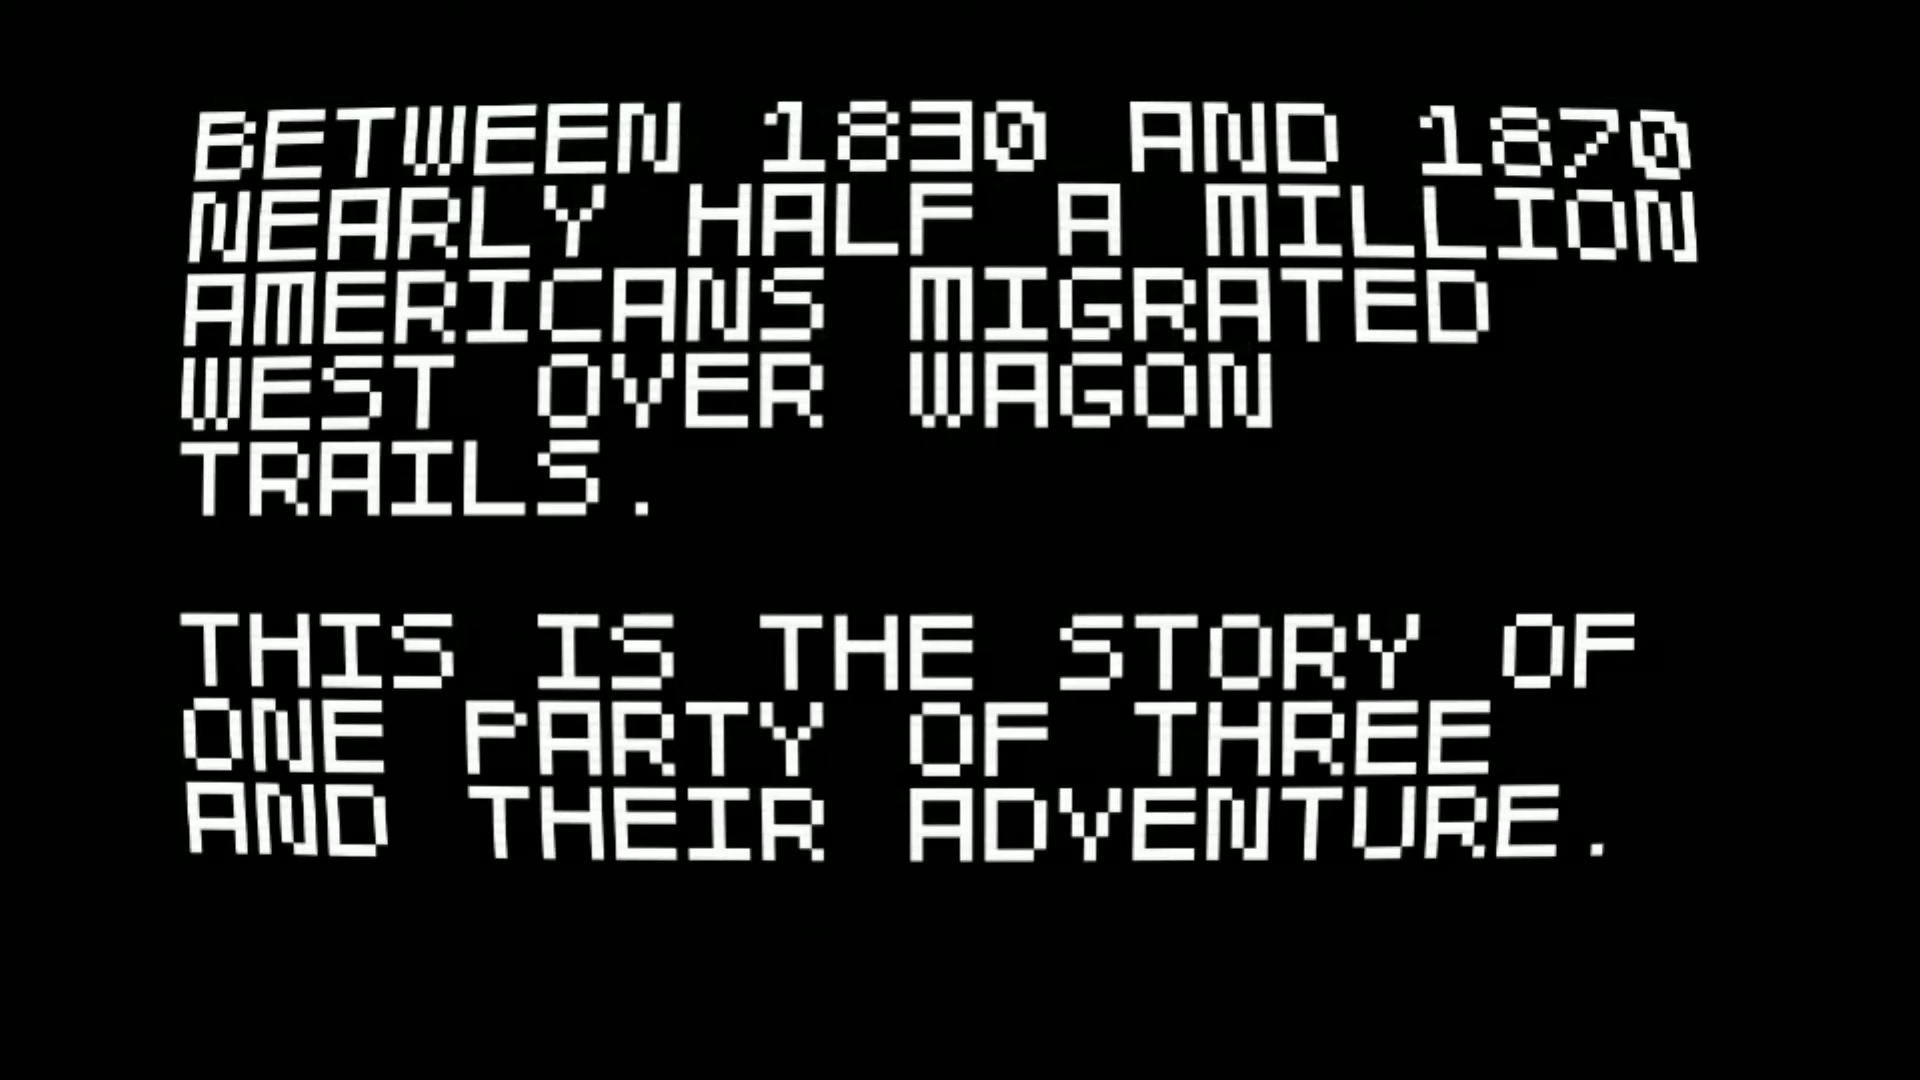 BETWEEN 1830 AND 1870
NEARLY HALF A MILLION
AMERICANS MIGRATED
WEST OVER WAGON
TRAILS.
THIS IS THE STORY OF
ONE PARTY OF THREE
AND THEIR ADVENTURE.